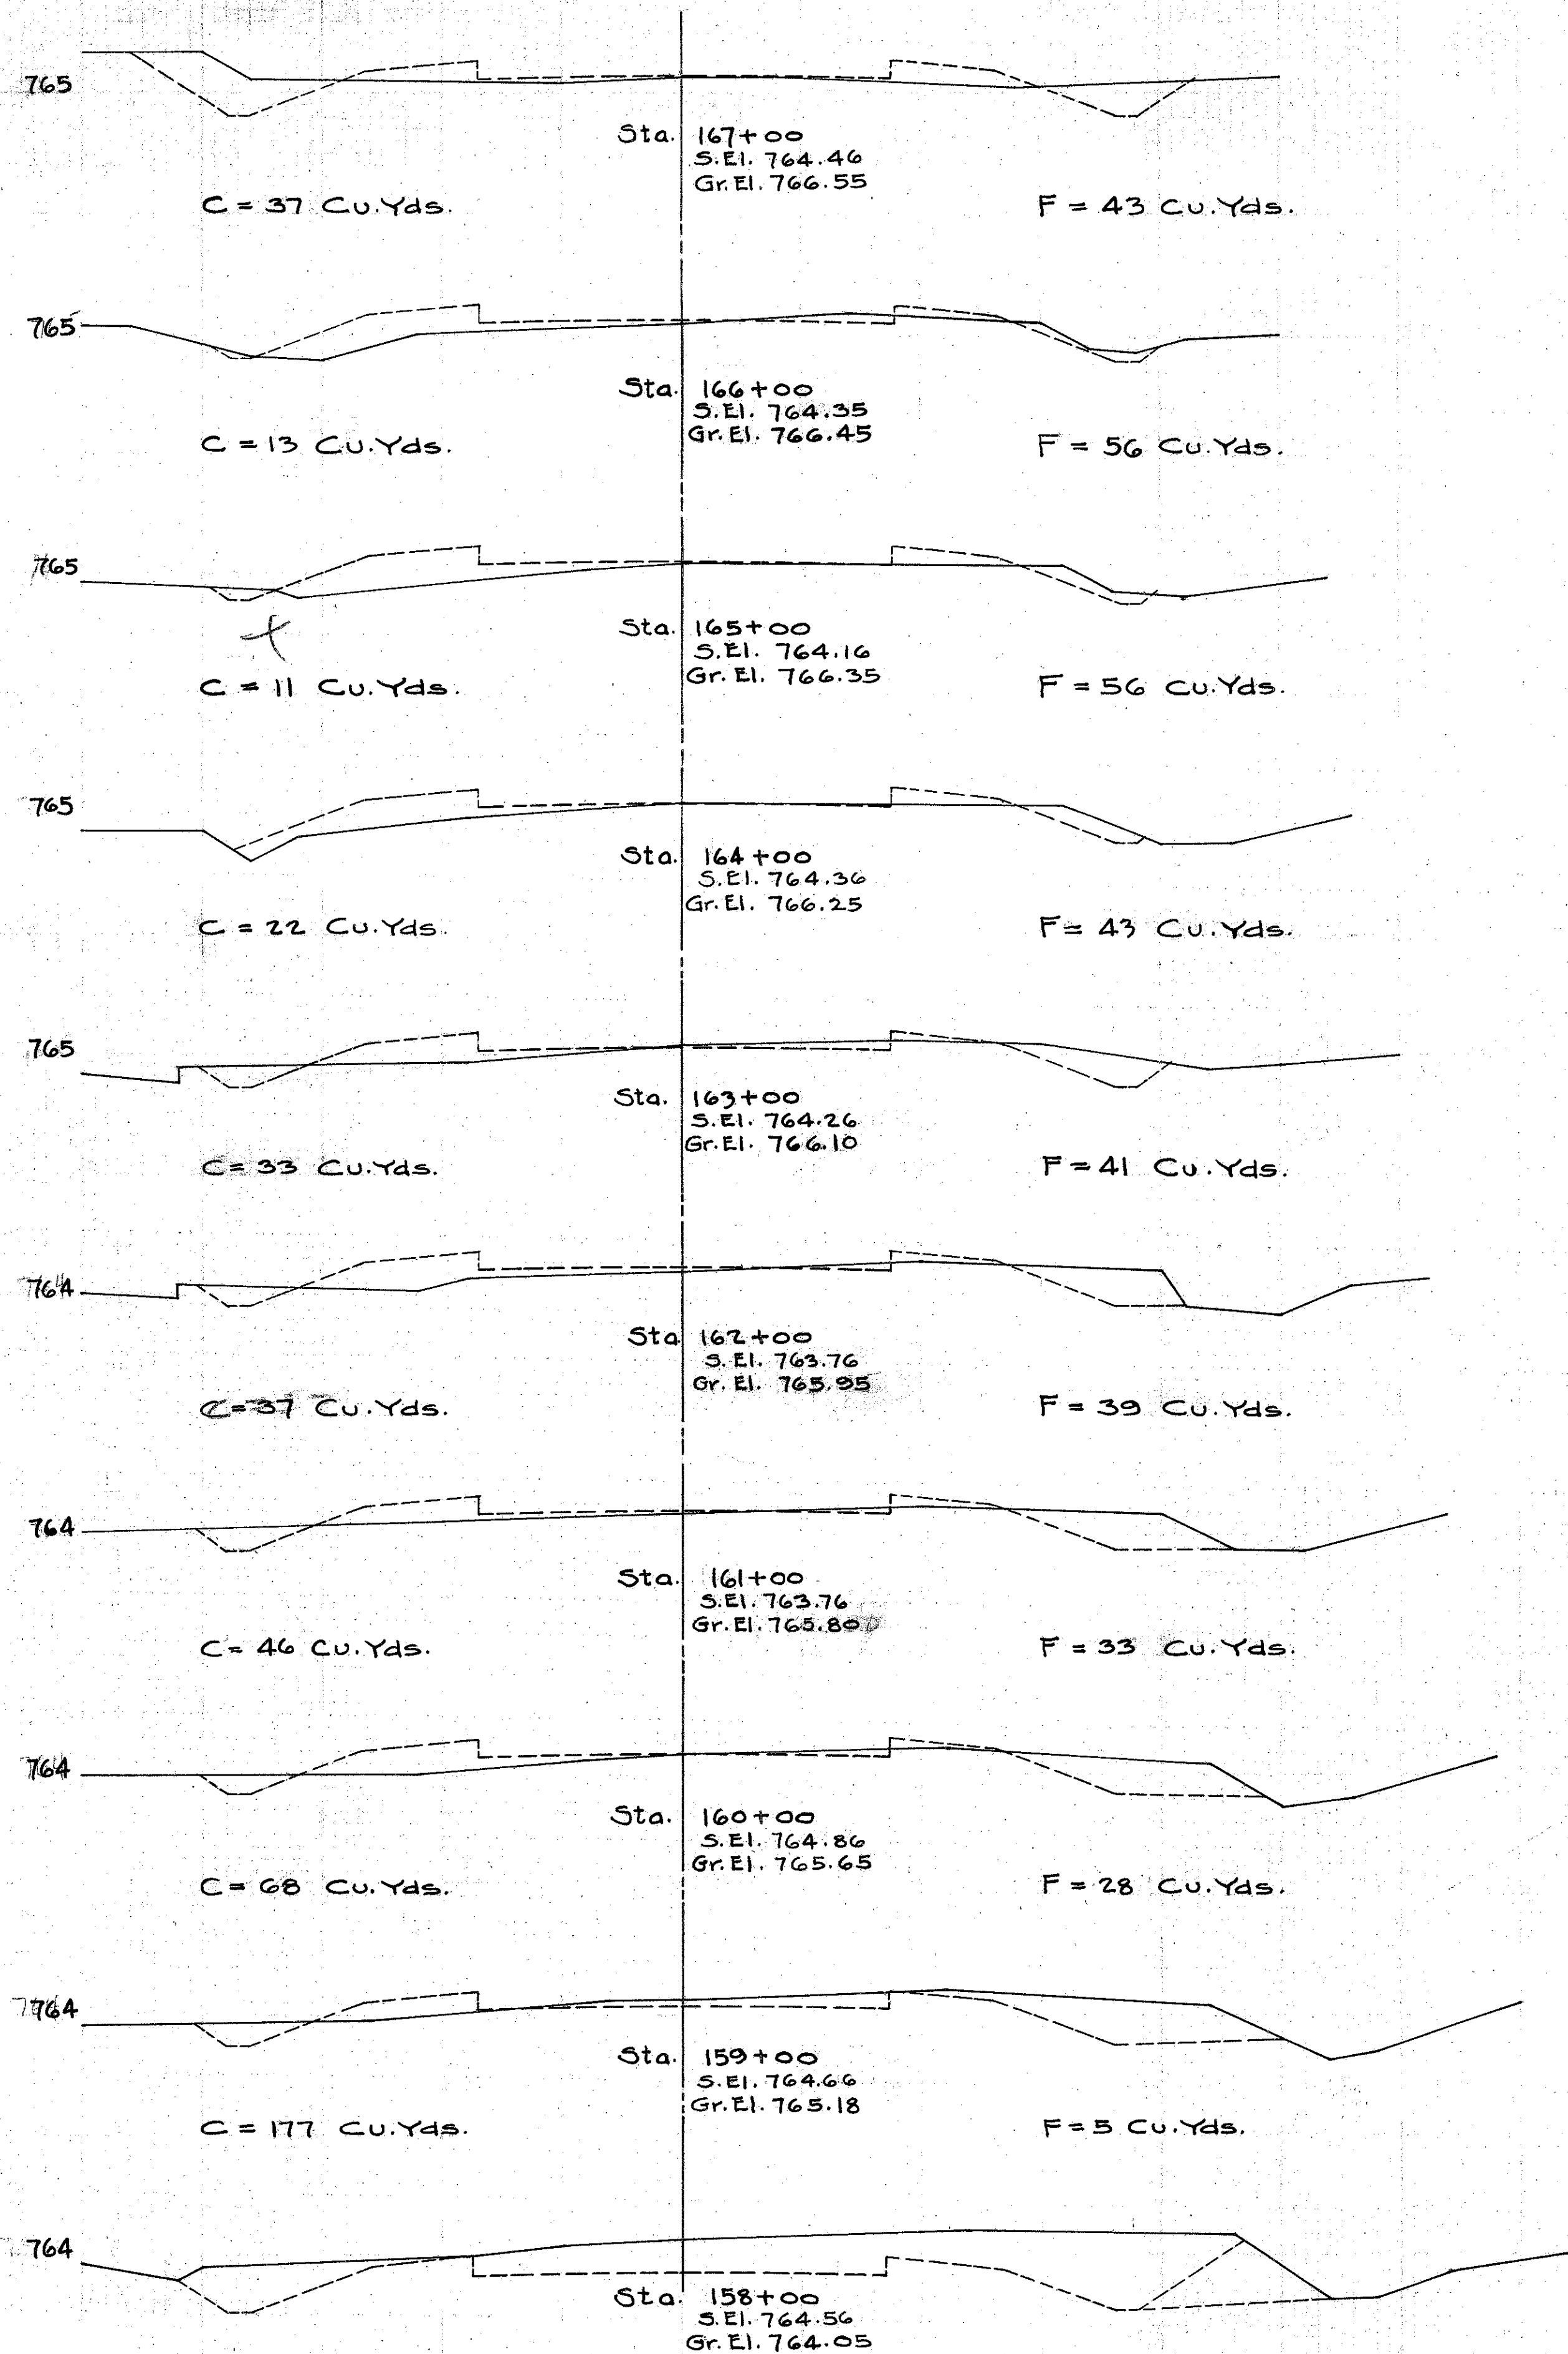 765
Sta. 167+00
S.El. 764.46
Gr.El. 766.55
C = 37 Cu.Yds. F = 43 Cu.Yds.
765
Sta. 166+00
S.El. 764.35
Gr.El. 766.45
C = 13 Cu.Yds. F = 56 Cu.Yds.
765
Sta. 165+00
S.El. 764.16
Gr.El. 766.35
C = 11 Cu.Yds. F = 56 Cu.Yds.
765
Sta. 164+00
S.El. 764.36
Gr.El. 766.25
C = 22 Cu.Yds. F = 43 Cu.Yds.
765
Sta. 163+00
S.El. 764.26
Gr.El. 766.10
C = 33 Cu.Yds. F = 41 Cu.Yds.
764
Sta 162+00
S.El. 763.76
Gr.El. 765.95
C = 37 Cu.Yds. F = 39 Cu.Yds.
764
Sta. 161+00
S.El. 763.76
Gr.El. 765.80
C = 46 Cu.Yds. F = 33 Cu.Yds.
764
Sta. 160+00
S.El. 764.86
Gr.El. 765.65
C = 68 Cu.Yds. F = 28 Cu.Yds.
764
Sta. 159+00
S.El. 764.66
Gr.El. 765.18
C = 177 Cu.Yds. F = 5 Cu.Yds.
764
Sta. 158+00
S.El. 764.56
Gr.El. 764.05